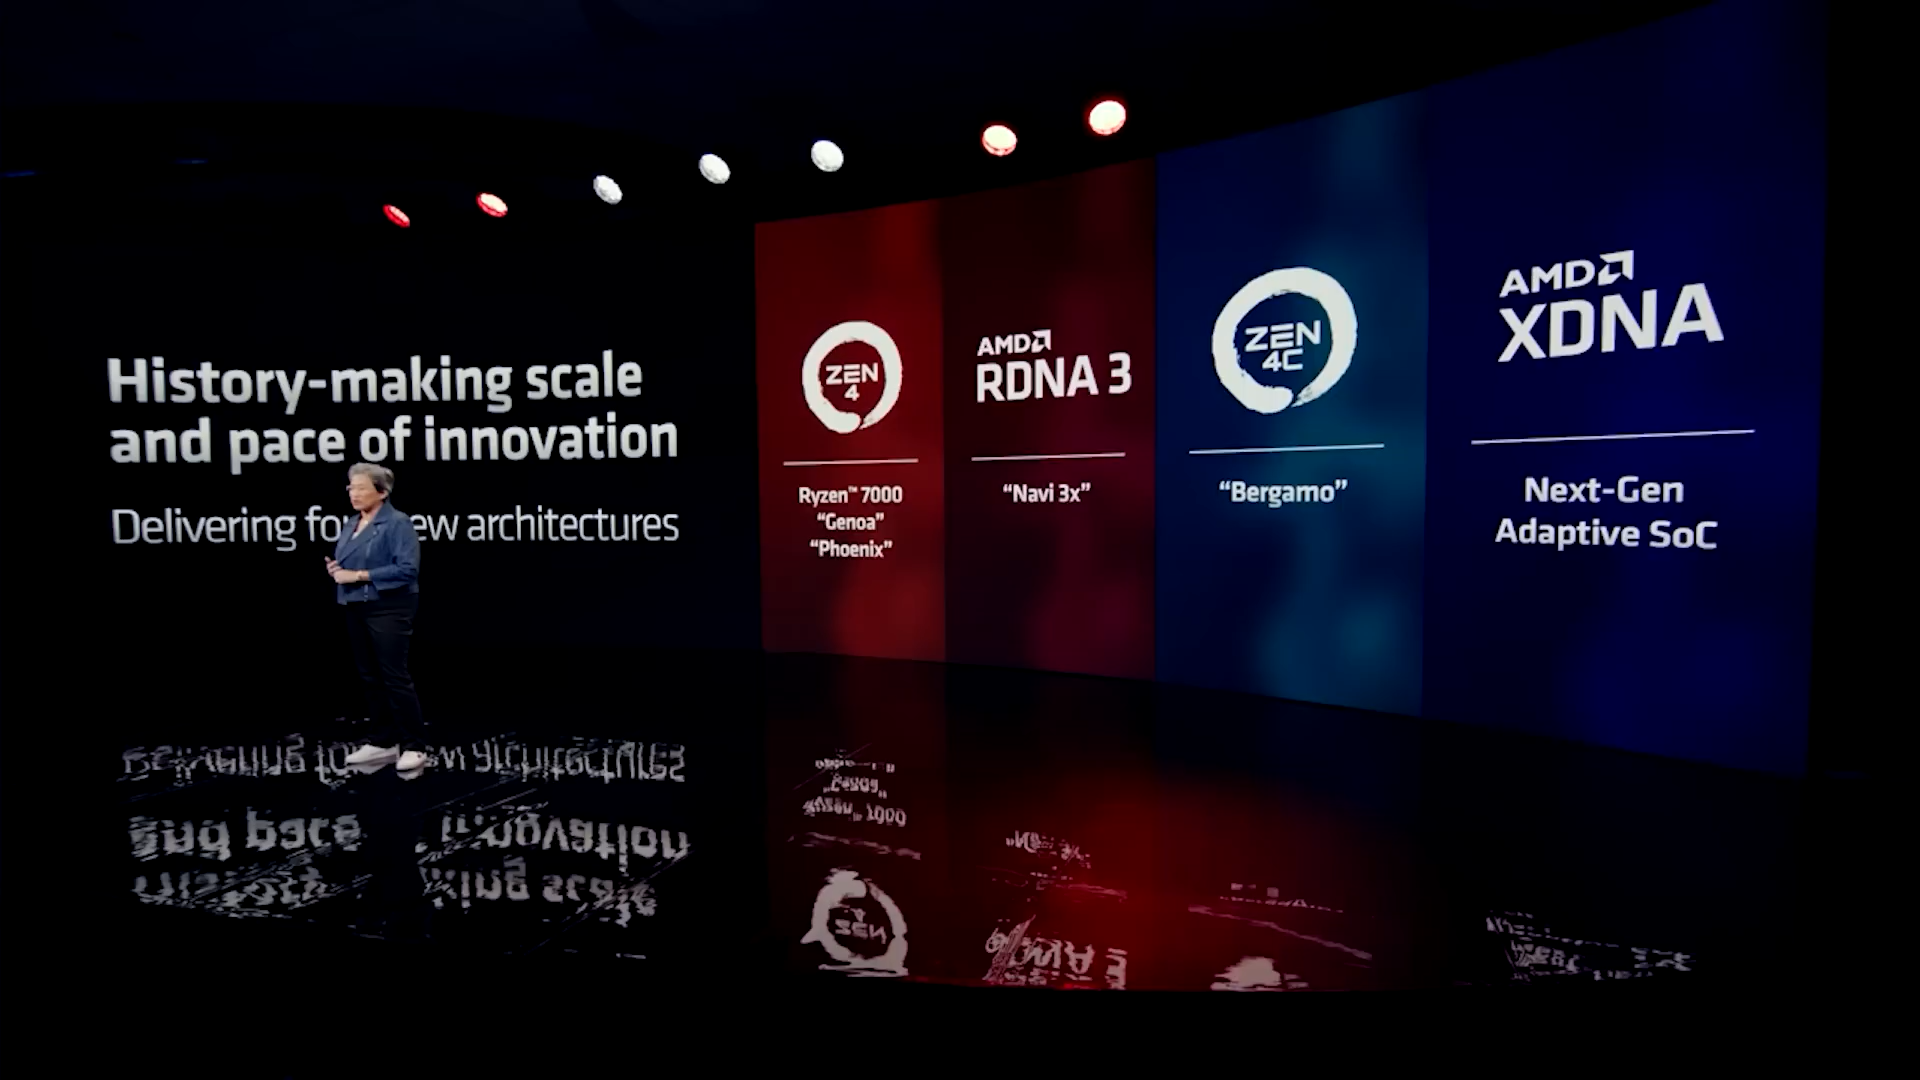 History-making scale
and pace of innovation
Delivering fo ew architectures
ZEN
4
Ryzen™ 7000
“Genoa”
“Phoenix”
AMD
RDNA 3
“Navi 3x”
ZEN
4C
“Bergamo”
AMD
XDNA
Next-Gen
Adaptive SoC